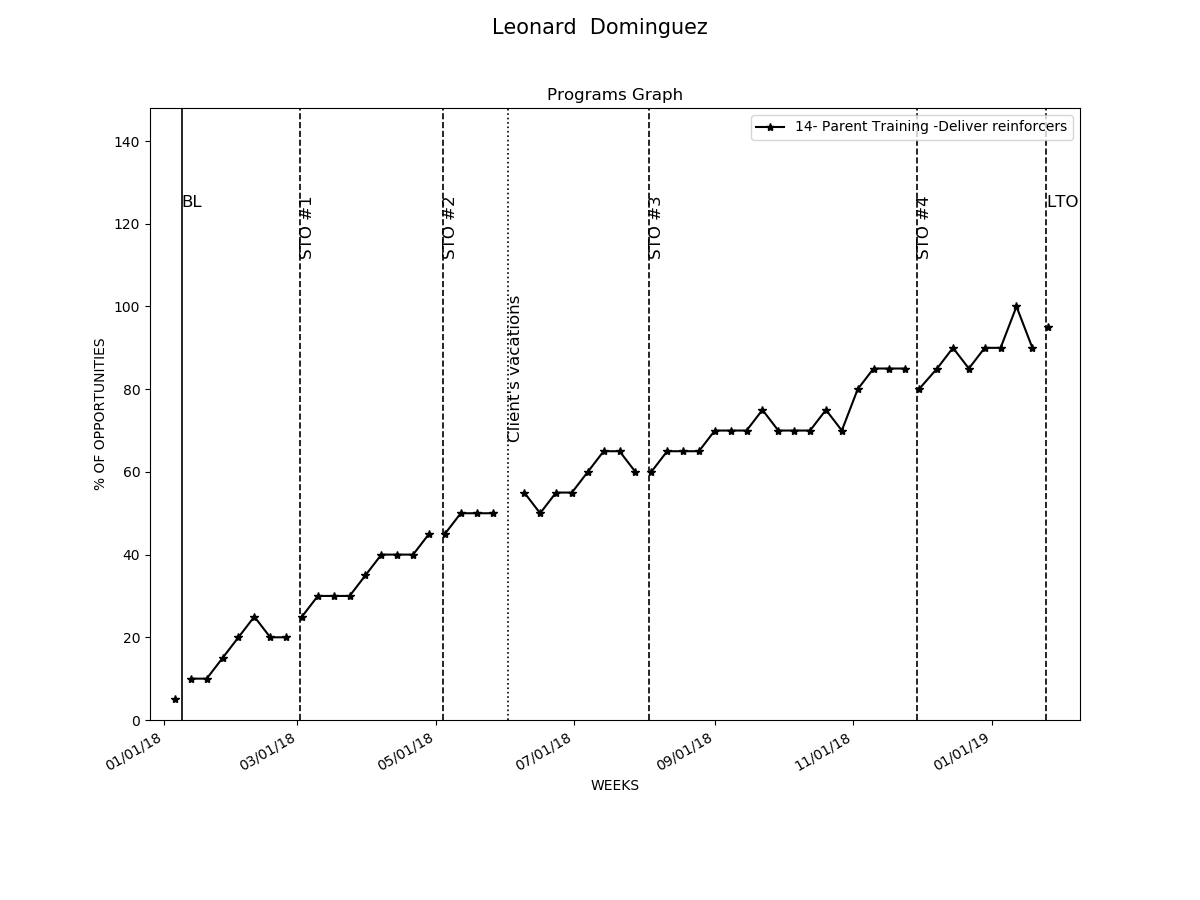 Leonard  Dominguez
Programs Graph
14- Parent Training -Deliver reinforcers
140
120
100
80
60
40
20
0
% OF OPPORTUNITIES
BL
STO #1
STO #2
Client's vacations
STO #3
STO #4
LTO
01/01/18
03/01/18
05/01/18
07/01/18
09/01/18
11/01/18
01/01/19
WEEKS